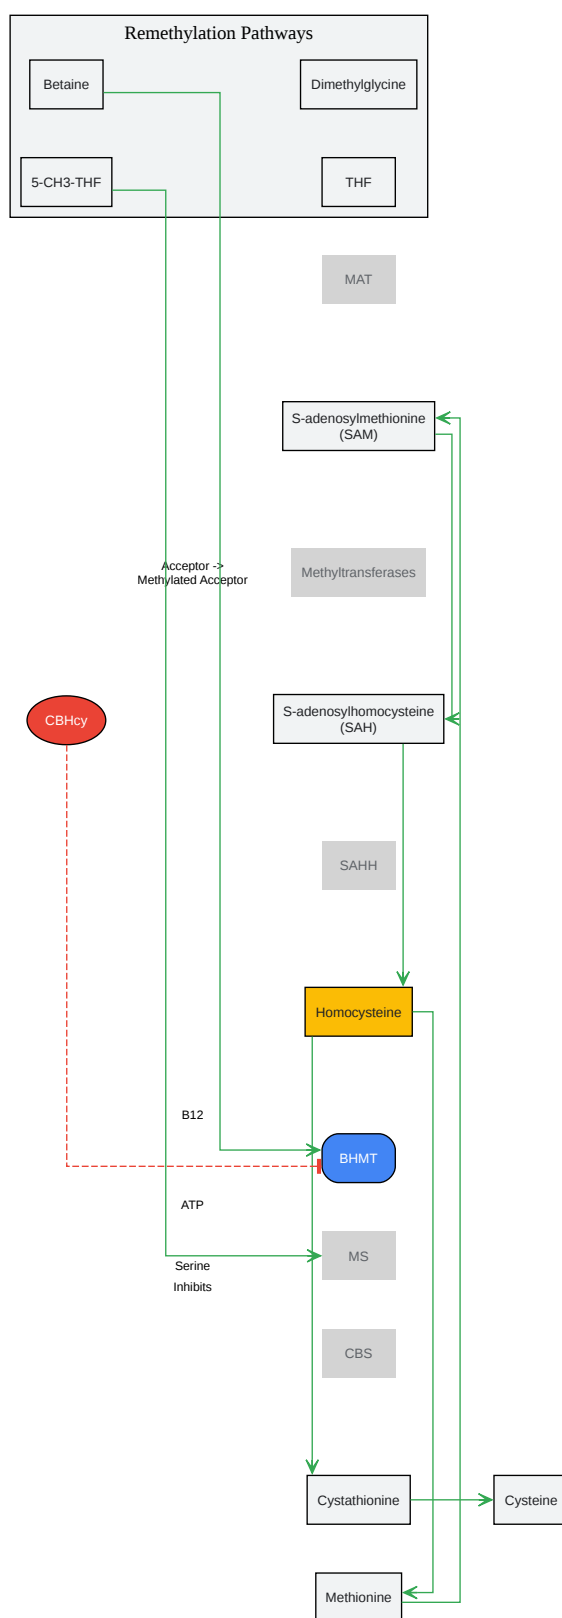 Remethylation Pathways
Betaine
Dimethylglycine
5-CH3-THF
THF
MAT
S-adenosylmethionine
(SAM)
Acceptor ->
Methylated Acceptor
Methyltransferases
CBHcy
S-adenosylhomocysteine
(SAH)
SAHH
Homocysteine
B12
BHMT
ATP
MS
Serine
Inhibits
CBS
Cystathionine
Cysteine
Methionine